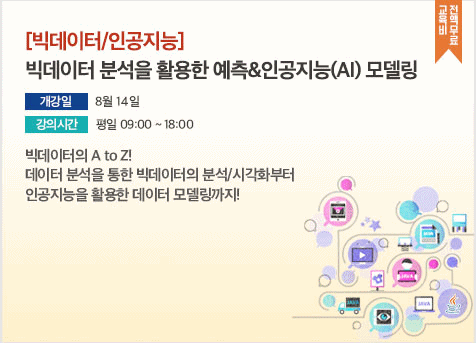 [빅데이터/인공지능]
빅데이터 분석을 활용한 예측&인공지능(AI) 모델링
교육비
전액무료
개강일 8월 14일
강의시간 평일 09:00 ~ 18:00
빅데이터의 A to Z!
데이터 분석을 통한 빅데이터의 분석/시각화부터
인공지능을 활용한 데이터 모델링까지!
JAVA
JAVA
JAVA
JAVA